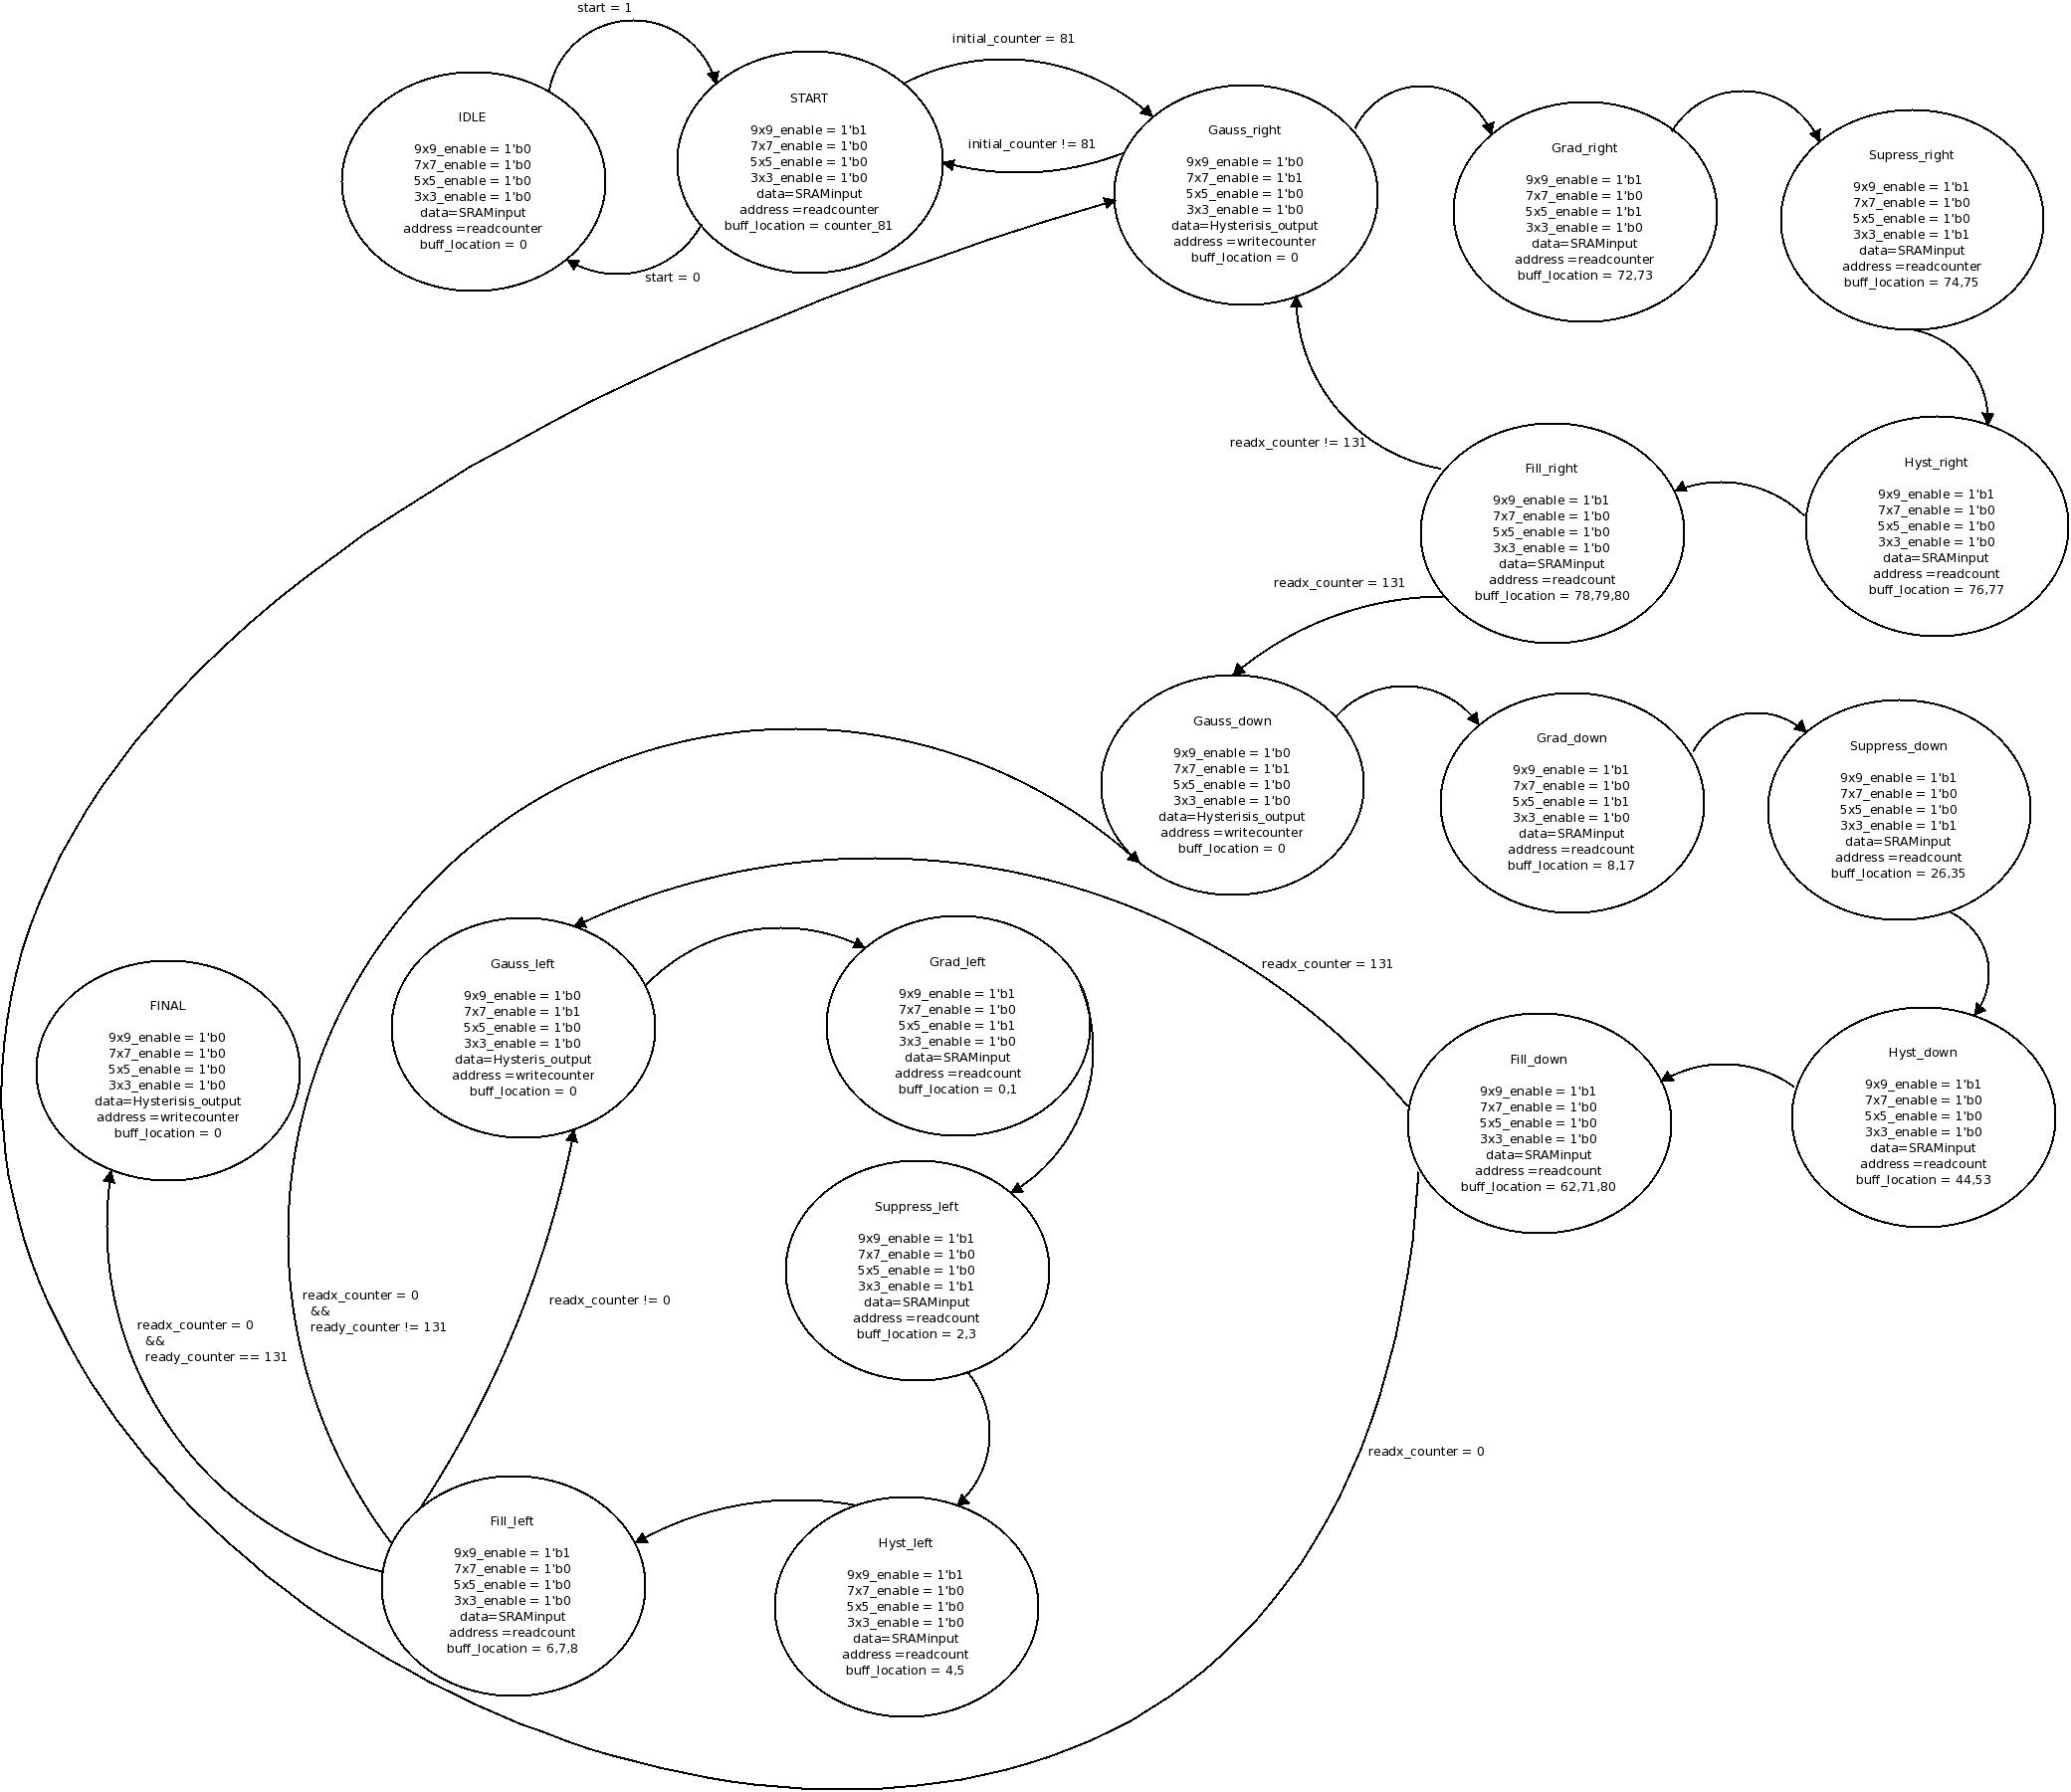 start = 1
initial_counter = 81
IDLE
9x9_enable = 1'b0
7x7_enable = 1'b0
5x5_enable = 1'b0
3x3_enable = 1'b0
data=SRAMinput
address =readcounter
buff_location = 0
START
9x9_enable = 1'b1
7x7_enable = 1'b0
5x5_enable = 1'b0
3x3_enable = 1'b0
data=SRAMinput
address =readcounter
buff_location = counter_81
initial_counter != 81
start = 0
Gauss_right
9x9_enable = 1'b0
7x7_enable = 1'b1
5x5_enable = 1'b0
3x3_enable = 1'b0
data=Hysterisis_output
address =writecounter
buff_location = 0
Grad_right
9x9_enable = 1'b1
7x7_enable = 1'b0
5x5_enable = 1'b1
3x3_enable = 1'b0
data=SRAMinput
address =readcounter
buff_location = 72,73
Supress_right
9x9_enable = 1'b1
7x7_enable = 1'b0
5x5_enable = 1'b0
3x3_enable = 1'b1
data=SRAMinput
address =readcounter
buff_location = 74,75
readx_counter != 131
Fill_right
9x9_enable = 1'b1
7x7_enable = 1'b0
5x5_enable = 1'b0
3x3_enable = 1'b0
data=SRAMinput
address =readcount
buff_location = 78,79,80
Hyst_right
9x9_enable = 1'b1
7x7_enable = 1'b0
5x5_enable = 1'b0
3x3_enable = 1'b0
data=SRAMinput
address =readcount
buff_location = 76,77
readx_counter = 131
Gauss_down
9x9_enable = 1'b0
7x7_enable = 1'b1
5x5_enable = 1'b0
3x3_enable = 1'b0
data=Hysterisis_output
address =writecounter
buff_location = 0
Grad_down
9x9_enable = 1'b1
7x7_enable = 1'b0
5x5_enable = 1'b1
3x3_enable = 1'b0
data=SRAMinput
address =readcount
buff_location = 8,17
Suppress_down
9x9_enable = 1'b1
7x7_enable = 1'b0
5x5_enable = 1'b0
3x3_enable = 1'b1
data=SRAMinput
address =readcount
buff_location = 26,35
readx_counter = 131
FINAL
9x9_enable = 1'b0
7x7_enable = 1'b0
5x5_enable = 1'b0
3x3_enable = 1'b0
data=Hysterisis_output
address =writecounter
buff_location = 0
Gauss_left
9x9_enable = 1'b0
7x7_enable = 1'b1
5x5_enable = 1'b0
3x3_enable = 1'b0
data=Hysteris_output
address =writecounter
buff_location = 0
Grad_left
9x9_enable = 1'b1
7x7_enable = 1'b0
5x5_enable = 1'b1
3x3_enable = 1'b0
data=SRAMinput
address =readcount
buff_location = 0,1
Fill_down
9x9_enable = 1'b1
7x7_enable = 1'b0
5x5_enable = 1'b0
3x3_enable = 1'b0
data=SRAMinput
address =readcount
buff_location = 62,71,80
Hyst_down
9x9_enable = 1'b1
7x7_enable = 1'b0
5x5_enable = 1'b0
3x3_enable = 1'b0
data=SRAMinput
address =readcount
buff_location = 44,53
Suppress_left
9x9_enable = 1'b1
7x7_enable = 1'b0
5x5_enable = 1'b0
3x3_enable = 1'b1
data=SRAMinput
address =readcount
buff_location = 2,3
readx_counter = 0
&&
ready_counter == 131
readx_counter = 0
&&
ready_counter != 131
readx_counter != 0
readx_counter = 0
Fill_left
9x9_enable = 1'b1
7x7_enable = 1'b0
5x5_enable = 1'b0
3x3_enable = 1'b0
data=SRAMinput
address =readcount
buff_location = 6,7,8
Hyst_left
9x9_enable = 1'b1
7x7_enable = 1'b0
5x5_enable = 1'b0
3x3_enable = 1'b0
data=SRAMinput
address =readcount
buff_location = 4,5